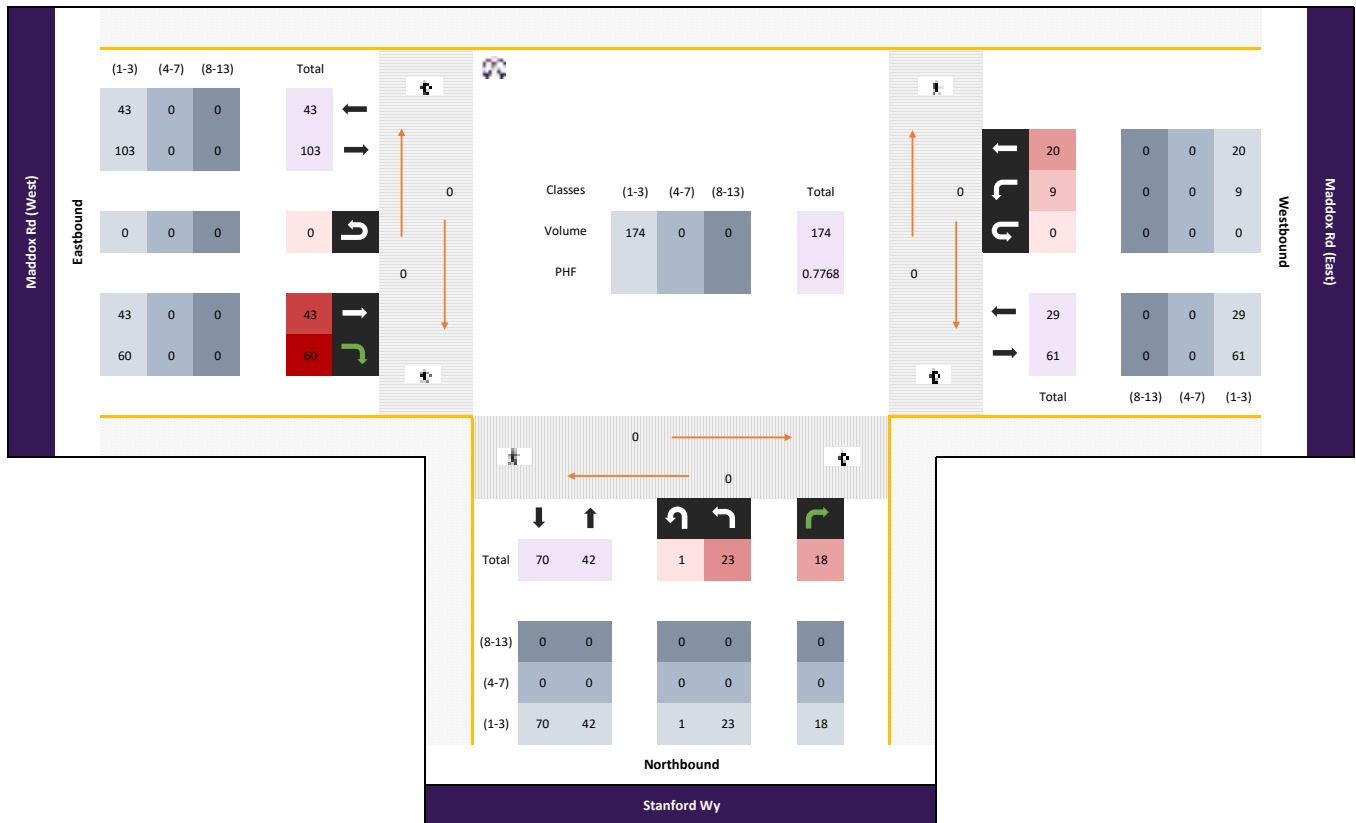 (1-3) (4-7) (8-13) Total
43 0 0 43
103 0 0 103
0 0 0 0
43 0 0 43
60 0 0 60
Maddox Rd (West)
Eastbound
0
0
Classes (1-3) (4-7) (8-13) Total
Volume 174 0 0 174
PHF 0.7768
0
0
20 0 0 20
9 0 0 9
0 0 0 0
29 0 0 29
61 0 0 61
Total (8-13) (4-7) (1-3)
Westbound
Maddox Rd (East)
0
0
Total 70 42 1 23 18
(8-13) 0 0 0 0 0
(4-7) 0 0 0 0 0
(1-3) 70 42 1 23 18
Northbound
Stanford Wy